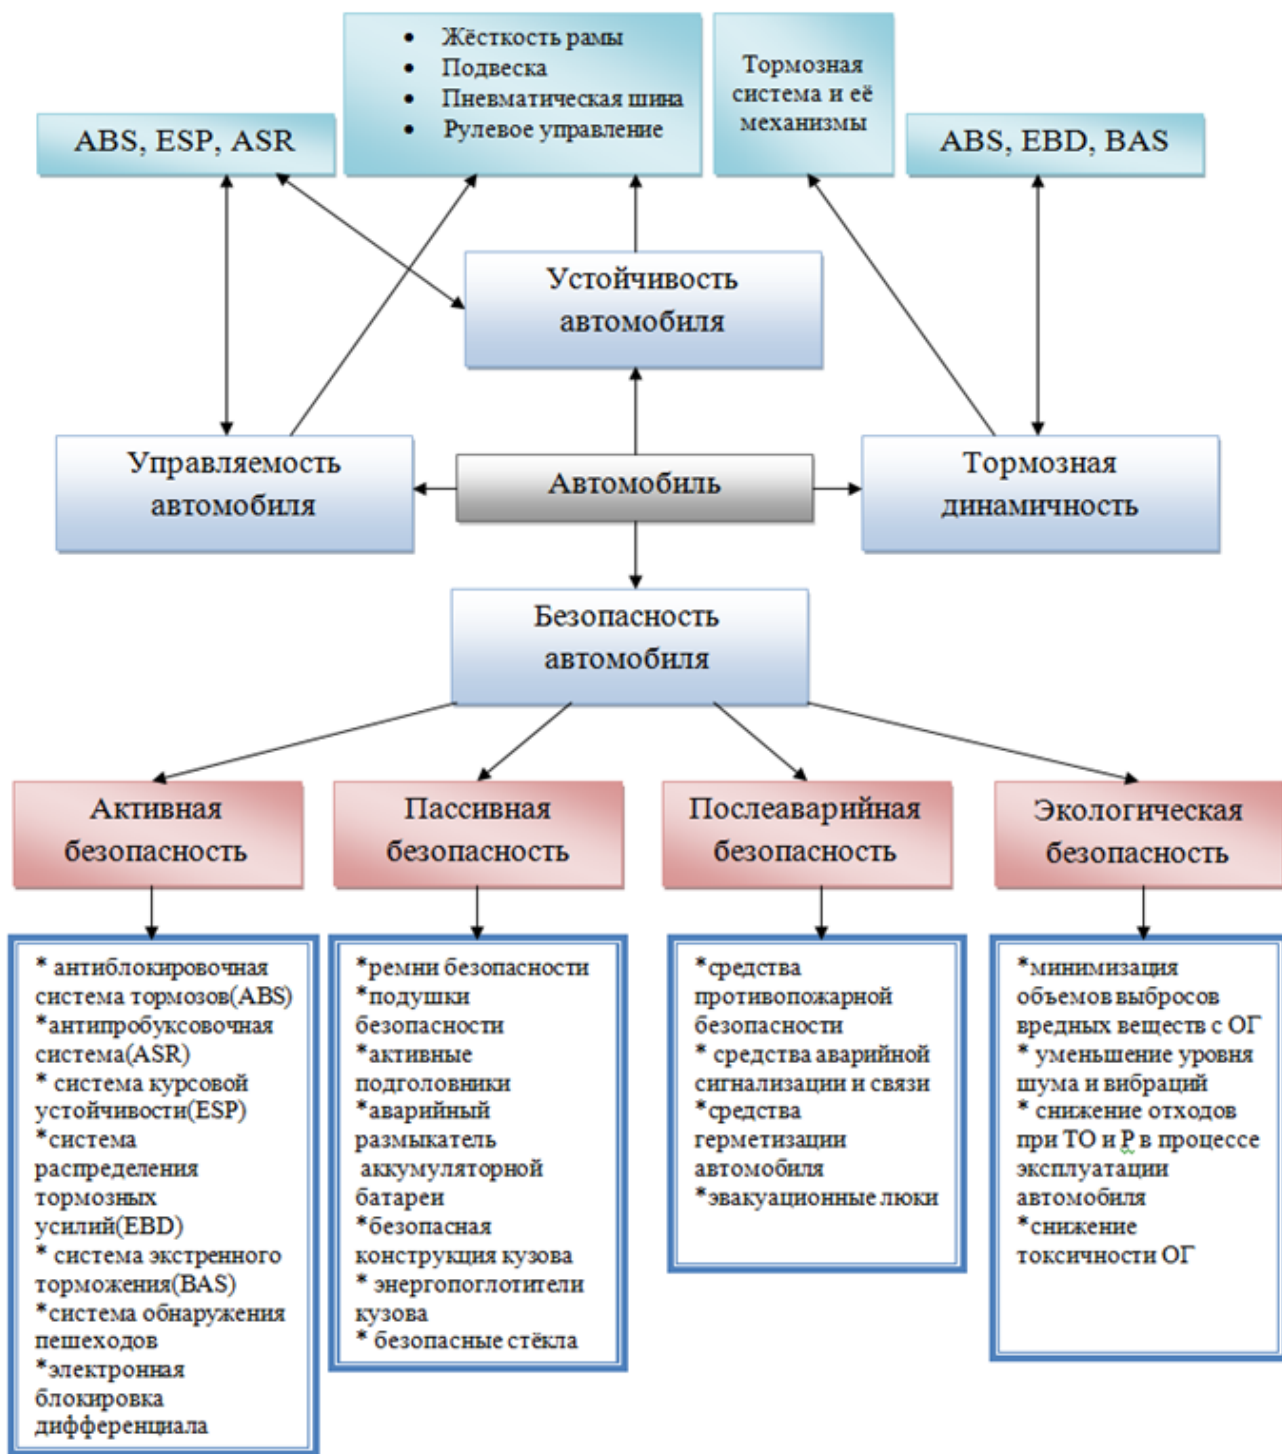 • Жёсткость рамы
• Подвеска
• Пневматическая шина
• Рулевое управление
Тормозная
система и её
механизмы
ABS, ESP, ASR
ABS, EBD, BAS
Устойчивость
автомобиля
Управляемость
автомобиля
Автомобиль
Тормозная
динамичность
Безопасность
автомобиля
Активная
безопасность
Пассивная
безопасность
Послеаварийная
безопасность
Экологическая
безопасность
* антиблокировочная
система тормозов(ABS)
*антипробуксовочная
система(ASR)
* система курсовой
устойчивости(ESP)
*система
распределения
тормозных
усилий(EBD)
* система экстренного
торможения(BAS)
*система обнаружения
пешеходов
*электронная
блокировка
дифференциала
*ремни безопасности
*подушки
безопасности
*активные
подголовники
*аварийный
размыкатель
аккумуляторной
батареи
*безопасная
конструкция кузова
* энергопоглотители
кузова
* безопасные стёкла
*средства
противопожарной
безопасности
* средства аварийной
сигнализации и связи
*средства
герметизации
автомобиля
*эвакуационные люки
*минимизация
объемов выбросов
вредных веществ с ОГ
* уменьшение уровня
шума и вибраций
* снижение отходов
при ТО и Р в процессе
эксплуатации
автомобиля
*снижение
токсичности ОГ